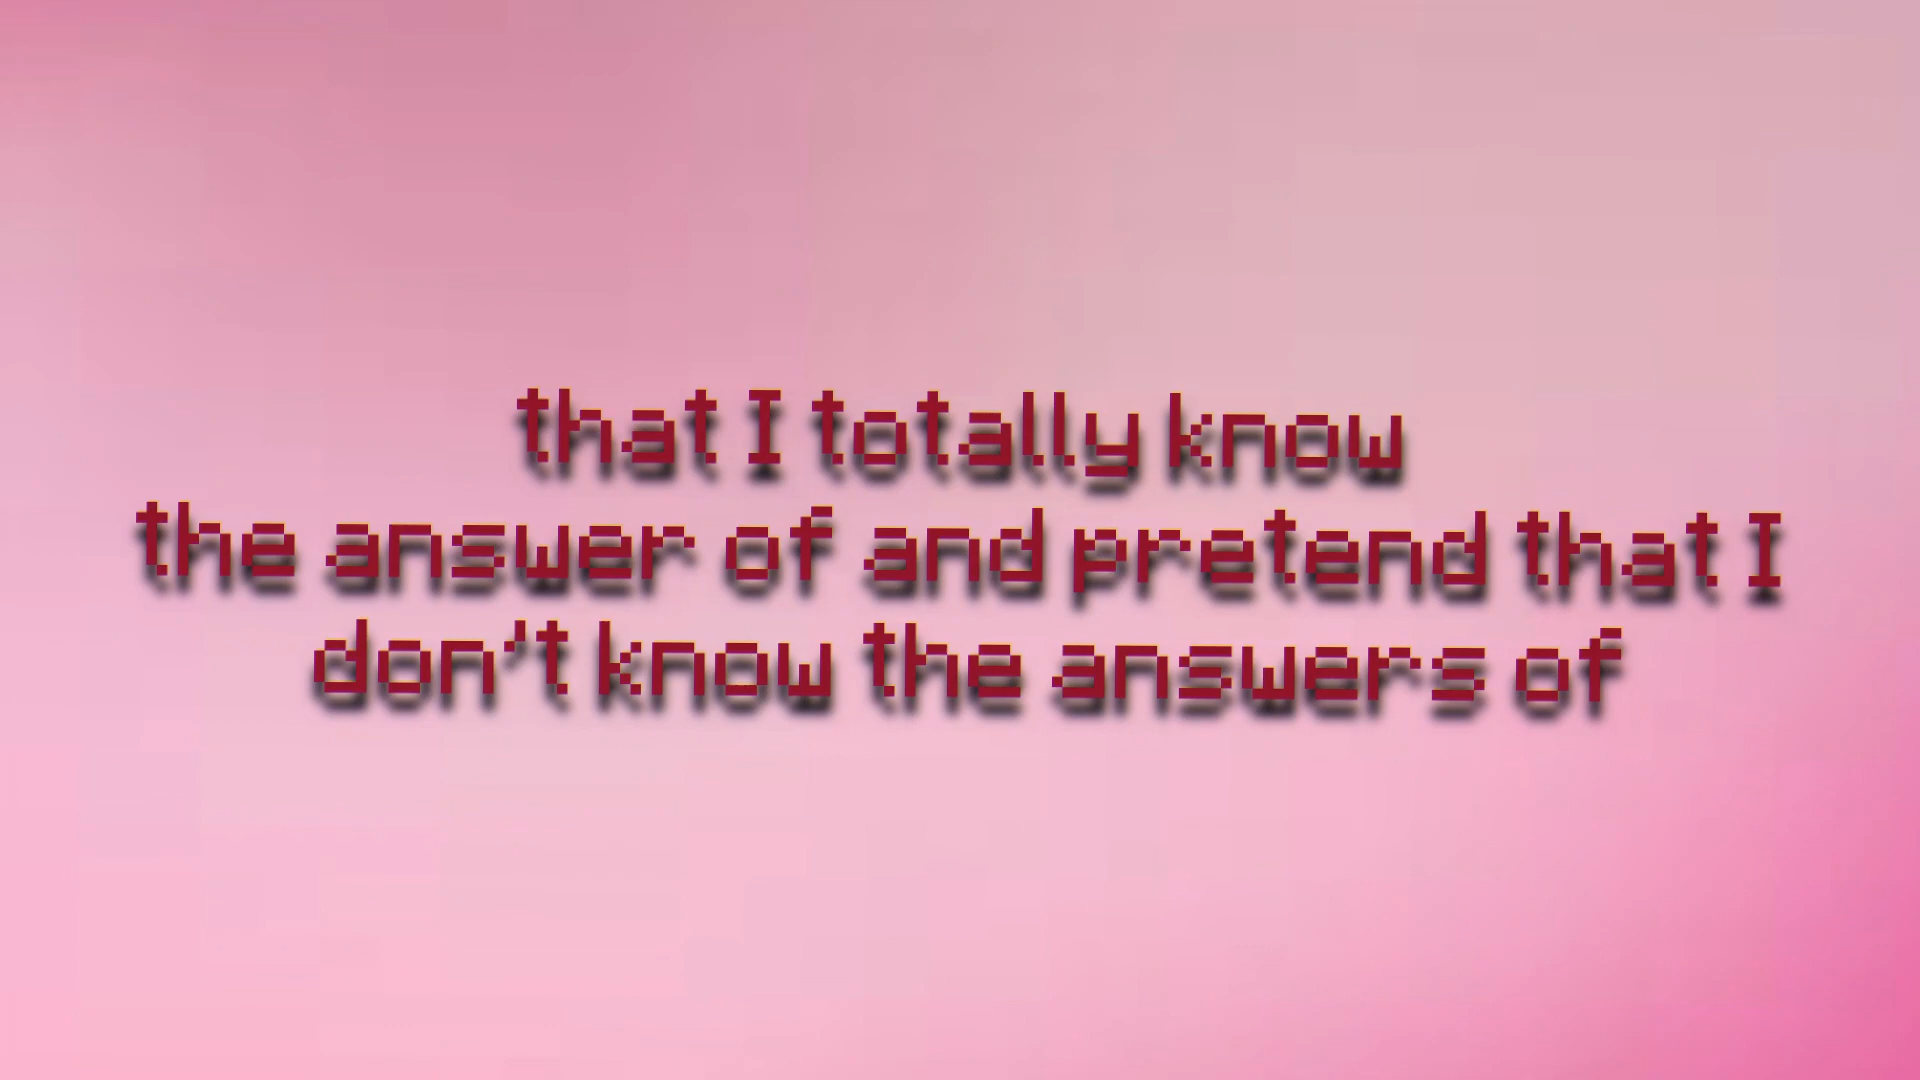 that I totally know
the answer of and pretend that I
don't know the answers of